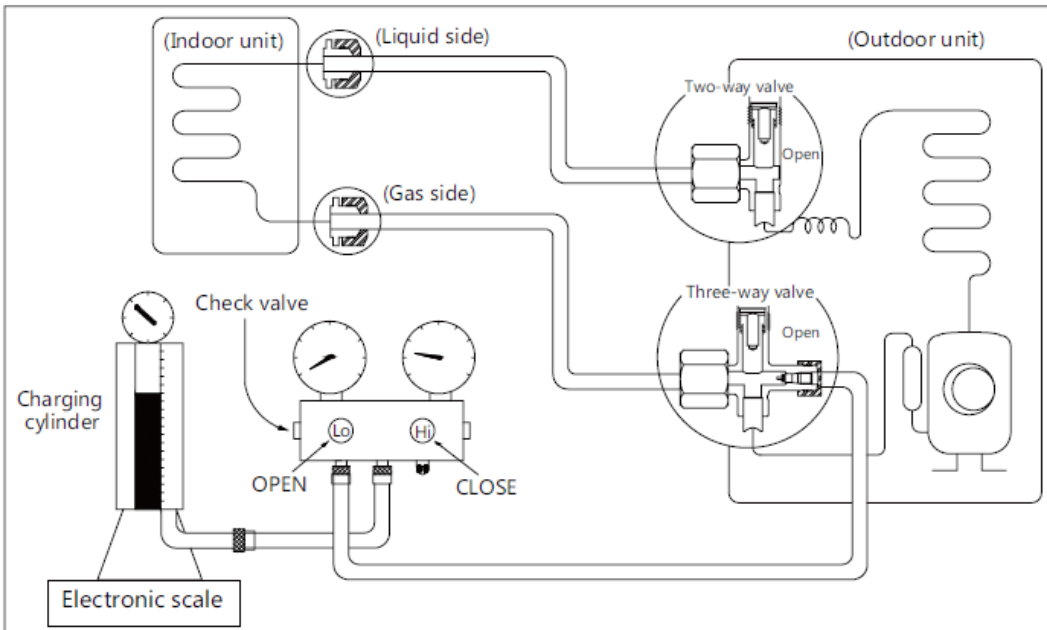 (Indoor unit)
(Liquid side)
(Outdoor unit)
Two-way valve
Open
(Gas side)
Three-way valve
Open
Check valve
Charging
cylinder
Lo
Hi
OPEN
CLOSE
Electronic scale